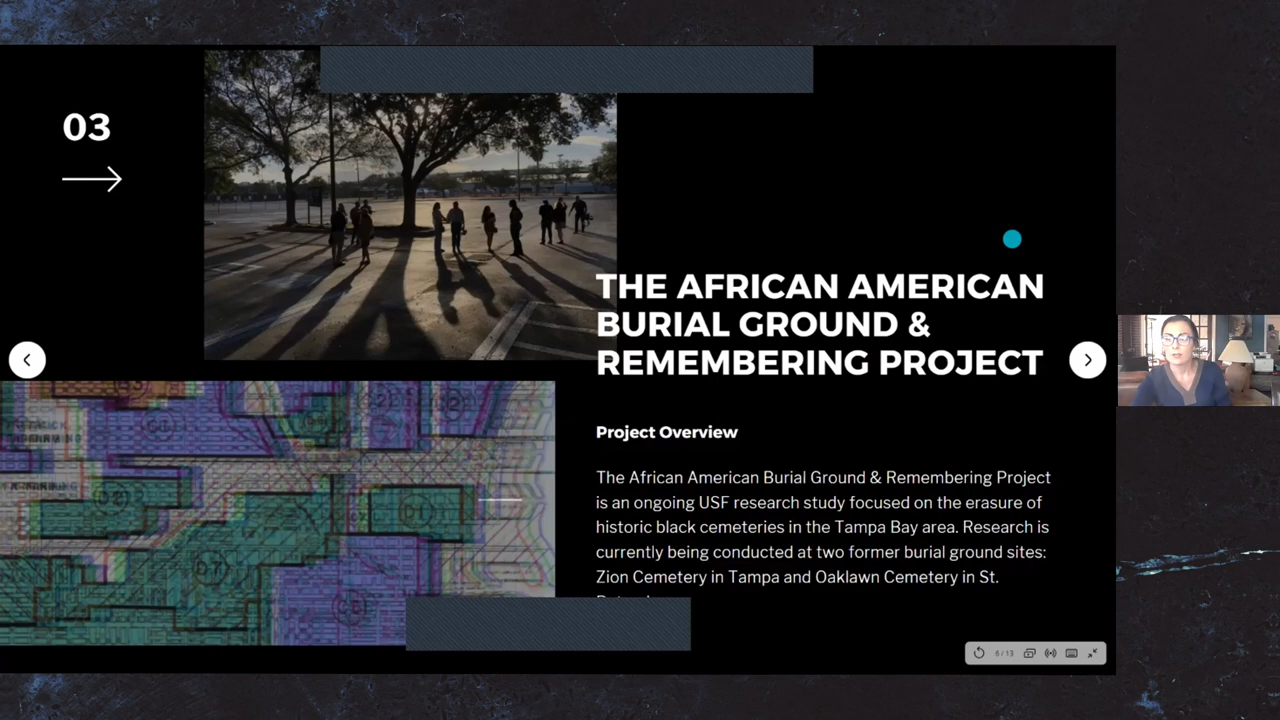 03
THE AFRICAN AMERICAN
BURIAL GROUND &
REMEMBERING PROJECT
Project Overview
The African American Burial Ground & Remembering Project
is an ongoing USF research study focused on the erasure of
historic black cemeteries in the Tampa Bay area. Research is
currently being conducted at two former burial ground sites:
Zion Cemetery in Tampa and Oaklawn Cemetery in St.
6/13